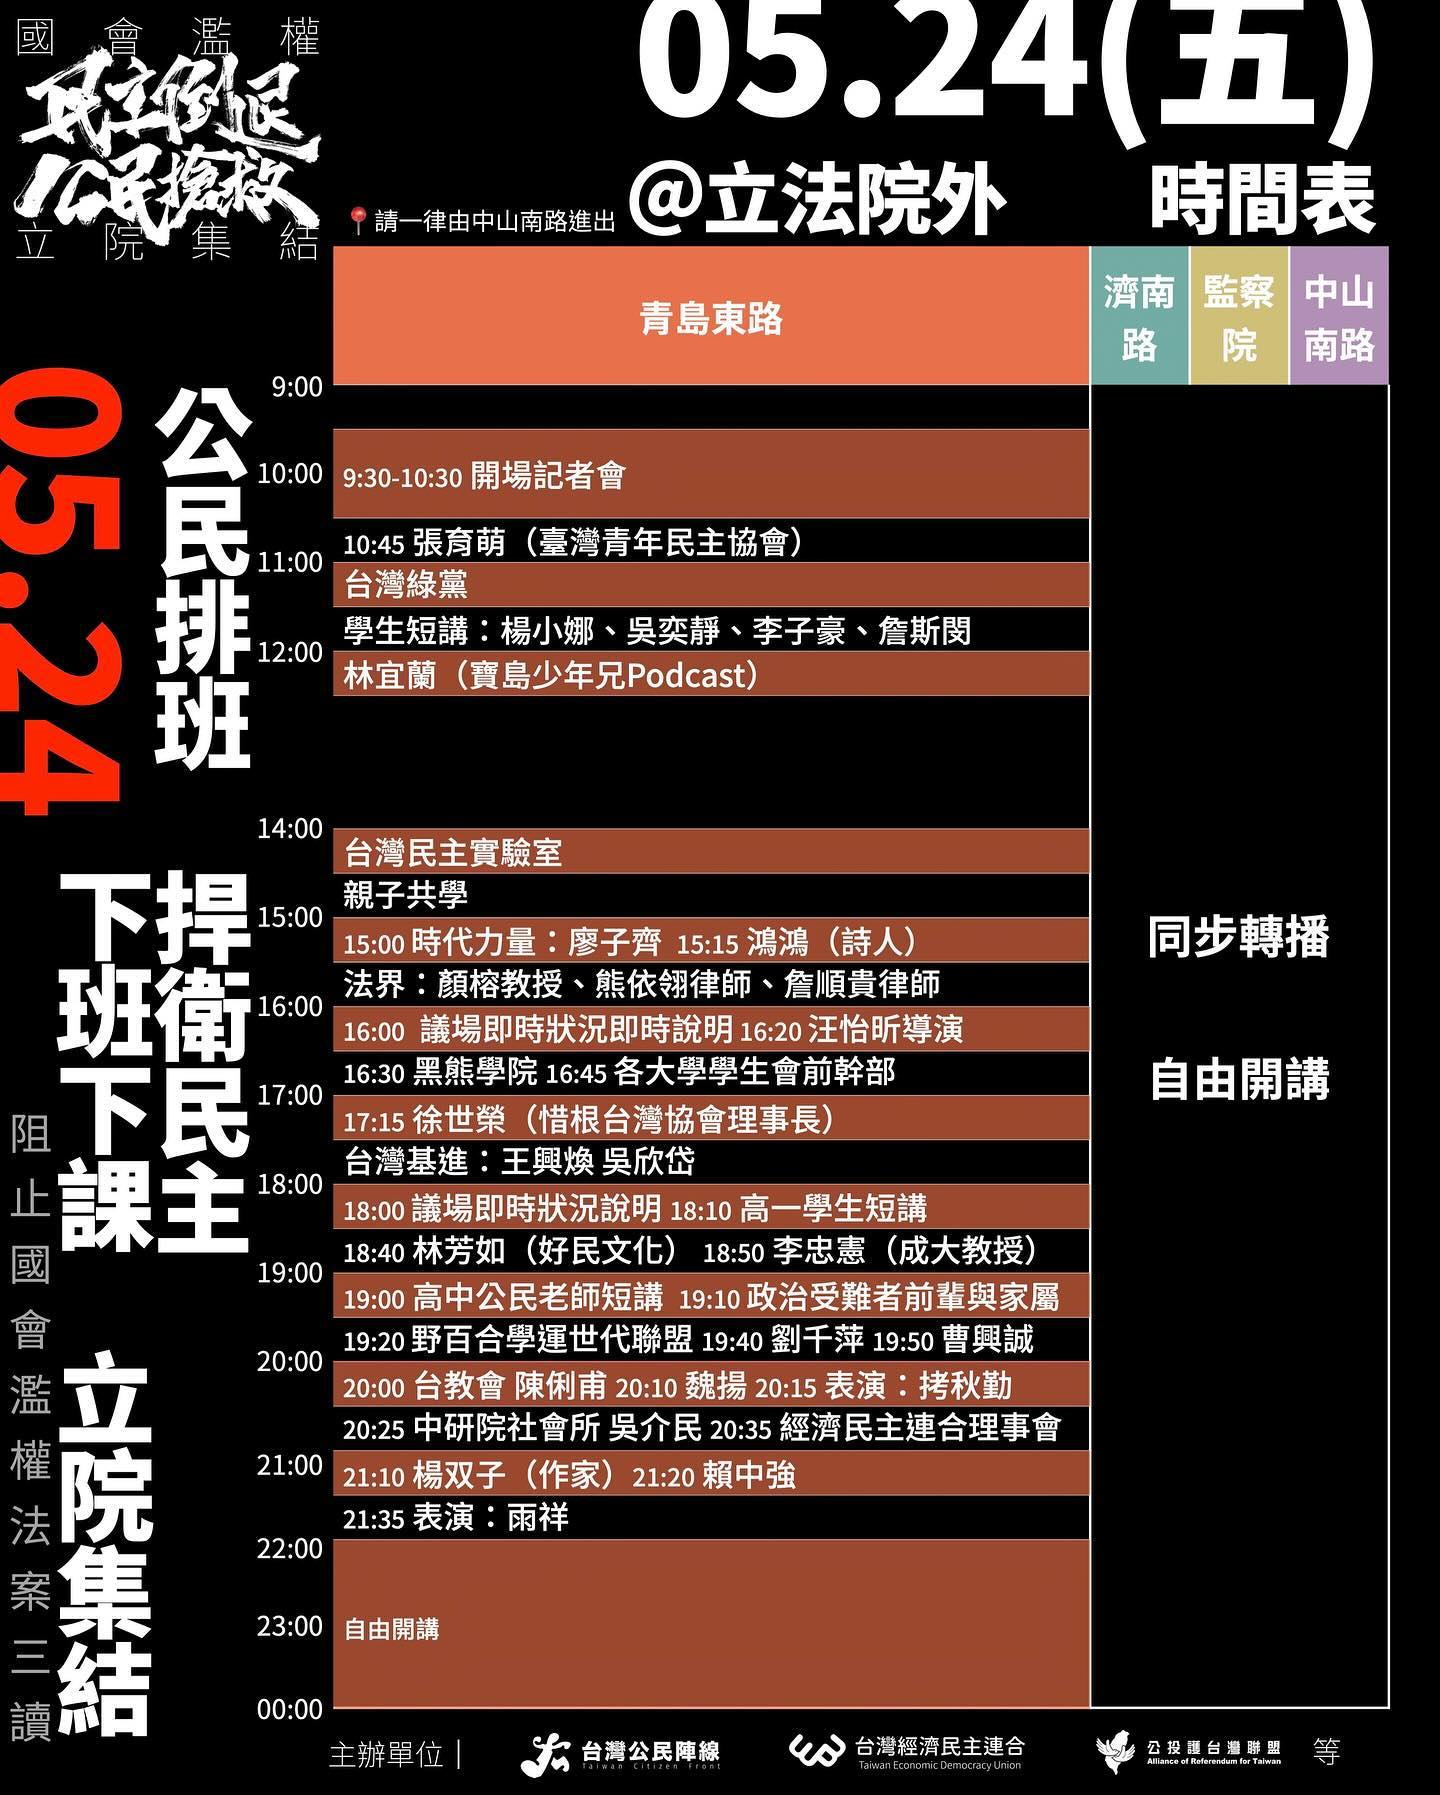 國會濫權
民主倒退
公民搶救
立院集結
05.24(五)
📍請一律由中山南路進出 @立法院外 時間表
青島東路
濟南路
監察院
中山南路
05.24
公民排班
捍衛民主
下班下課
立院集結
阻止國會濫權法案三讀
9:00
10:00
9:30-10:30 開場記者會
10:45 張育萌（臺灣青年民主協會）
11:00
台灣綠黨
學生短講：楊小娜、吳奕靜、李子豪、詹斯閔
12:00
林宜蘭（寶島少年兄Podcast）
14:00
台灣民主實驗室
親子共學
15:00
15:00 時代力量：廖子齊 15:15 鴻鴻（詩人）
法界：顏榕教授、熊依翎律師、詹順貴律師
16:00
16:00 議場即時狀況即時說明 16:20 汪怡昕導演
16:30 黑熊學院 16:45 各大學學生會前幹部
17:00
17:15 徐世榮（惜根台灣協會理事長）
台灣基進：王興煥 吳欣岱
18:00
18:00 議場即時狀況說明 18:10 高一學生短講
18:40 林芳如（好民文化） 18:50 李忠憲（成大教授）
19:00
19:00 高中公民老師短講 19:10 政治受難者前輩與家屬
19:20 野百合學運世代聯盟 19:40 劉千萍 19:50 曹興誠
20:00
20:00 台教會 陳俐甫 20:10 魏揚 20:15 表演：拷秋勤
20:25 中研院社會所 吳介民 20:35 經濟民主連合理事會
21:00
21:10 楊双子（作家）21:20 賴中強
21:35 表演：雨祥
22:00
23:00
自由開講
00:00
同步轉播
自由開講
主辦單位｜
台灣公民陣線
Taiwan Citizen Front
台灣經濟民主連合
Taiwan Economic Democracy Union
公投護台灣聯盟
Alliance of Referendum for Taiwan
等